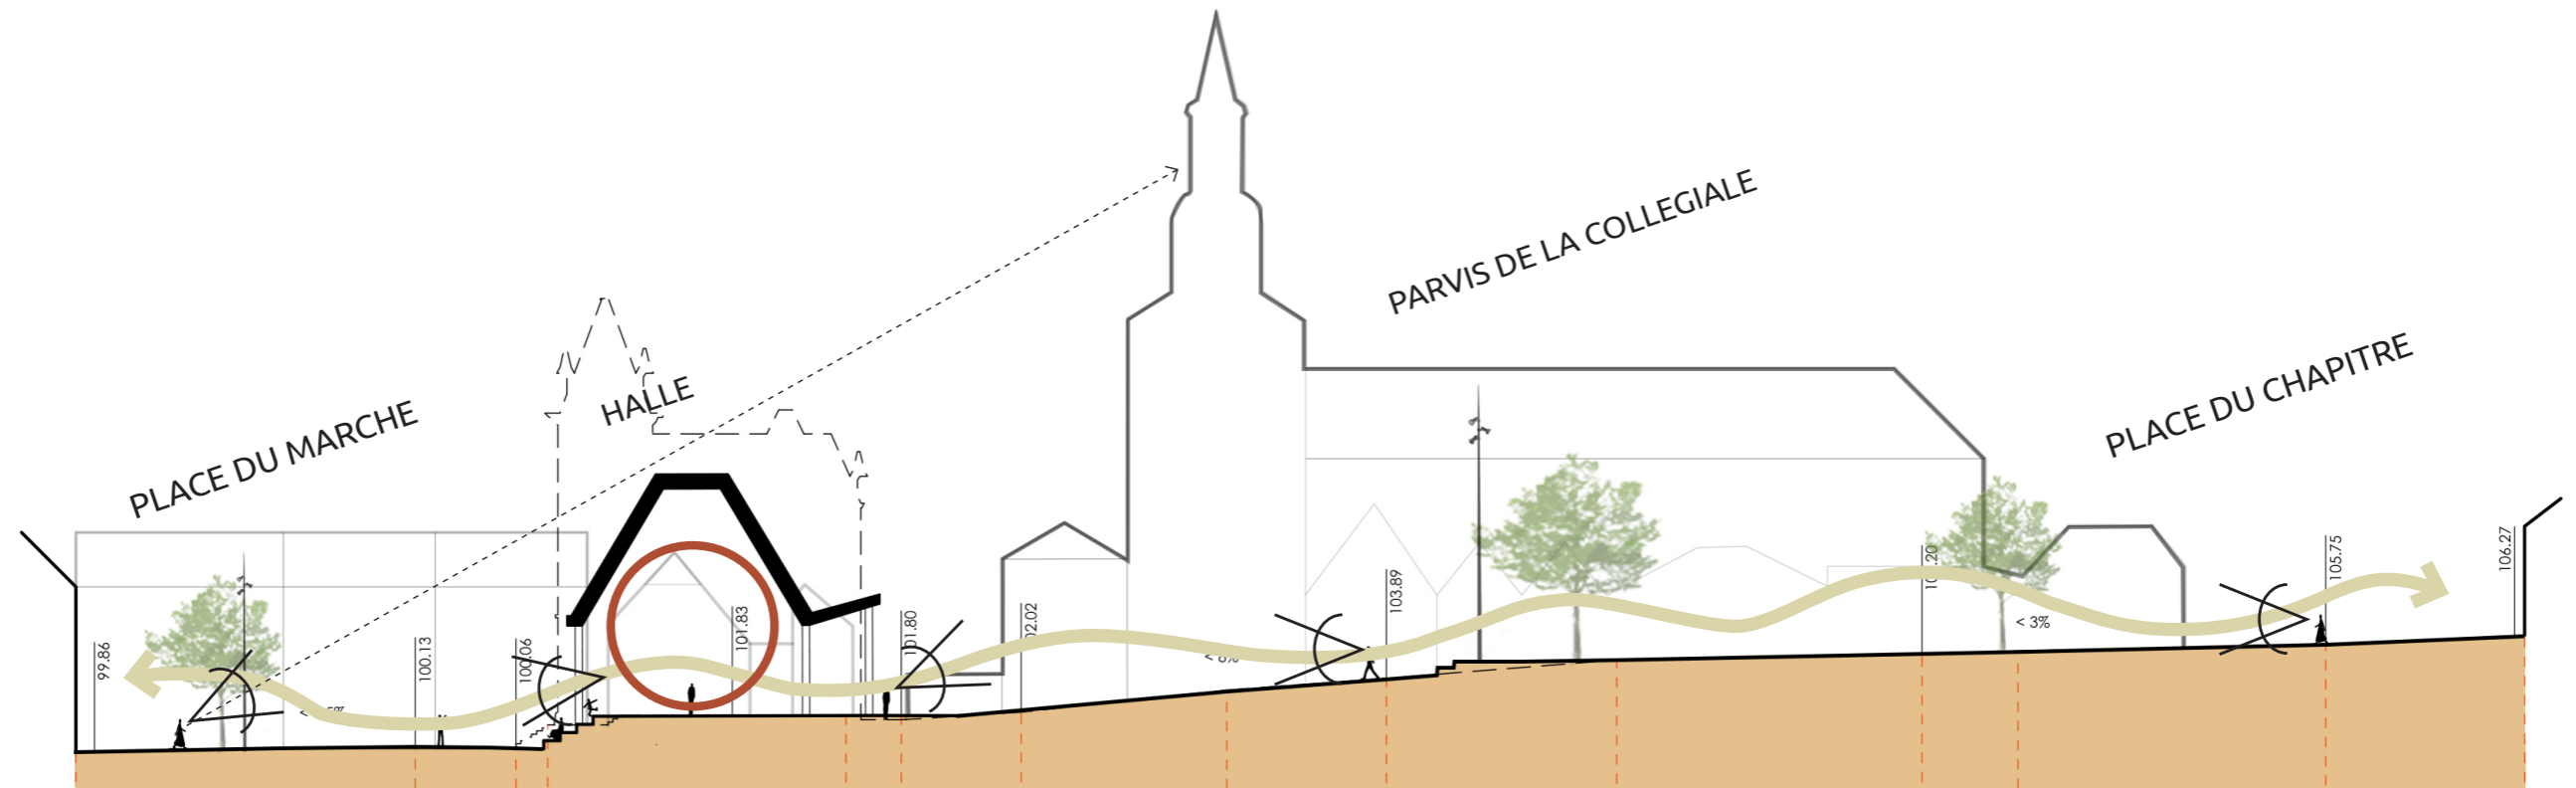 PLACE DU MARCHE
HALLE
PARVIS DE LA COLLEGIALE
PLACE DU CHAPITRE
99.86
100.13
100.06
101.83
101.80
103.89
< 3%
105.75
106.27